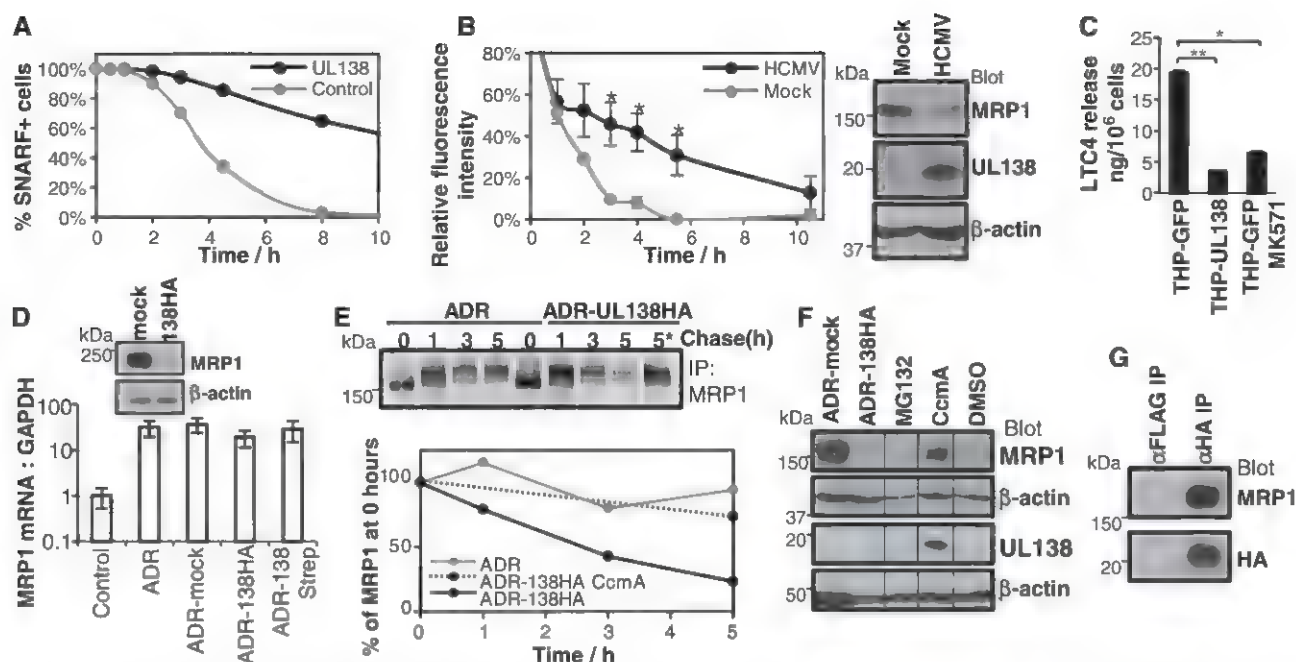 A
% SNARF+ cells
100%
80%
60%
40%
20%
0%
UL138
Control
0 2 4 6 8 10
Time / h
B
Relative fluorescence
intensity
80%
60%
40%
20%
0%
HCMV
Mock
* * *
0 2 4 6 8 10
Time / h
kDa
Mock
HCMV
Blot
150
MRP1
20
UL138
37
β-actin
C
LTC4 release
ng/10⁶ cells
25
20
15
10
5
0
*
**
THP-GFP
THP-UL138
THP-GFP
MK571
D
kDa
mock
138HA
250
MRP1
β-actin
MRP1 mRNA : GAPDH
100
10
1
0.1
Control
ADR
ADR-mock
ADR-138HA
ADR-138
Strep.
E
ADR ADR-UL138HA
kDa 0 1 3 5 0 1 3 5 5* Chase(h)
150
IP:
MRP1
% of MRP1 at 0 hours
100
50
0
ADR
ADR-138HA CcmA
ADR-138HA
0 1 2 3 4 5
Time / h
F
kDa
ADR-mock
ADR-138HA
MG132
CcmA
DMSO
Blot
150
MRP1
β-actin
37
20
UL138
50
β-actin
G
kDa
αFLAG IP
αHA IP
Blot
MRP1
150
20
HA